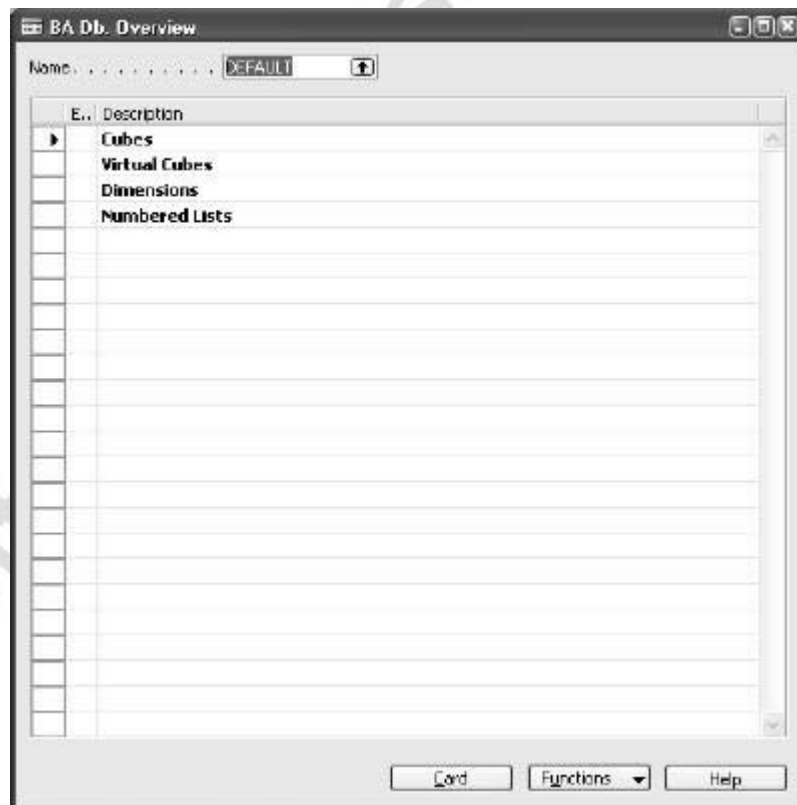 BA Db. Overview
Name. . . . . . . . . . DEFAULT
E.. Description
Cubes
Virtual Cubes
Dimensions
Numbered Lists
Card Functions Help